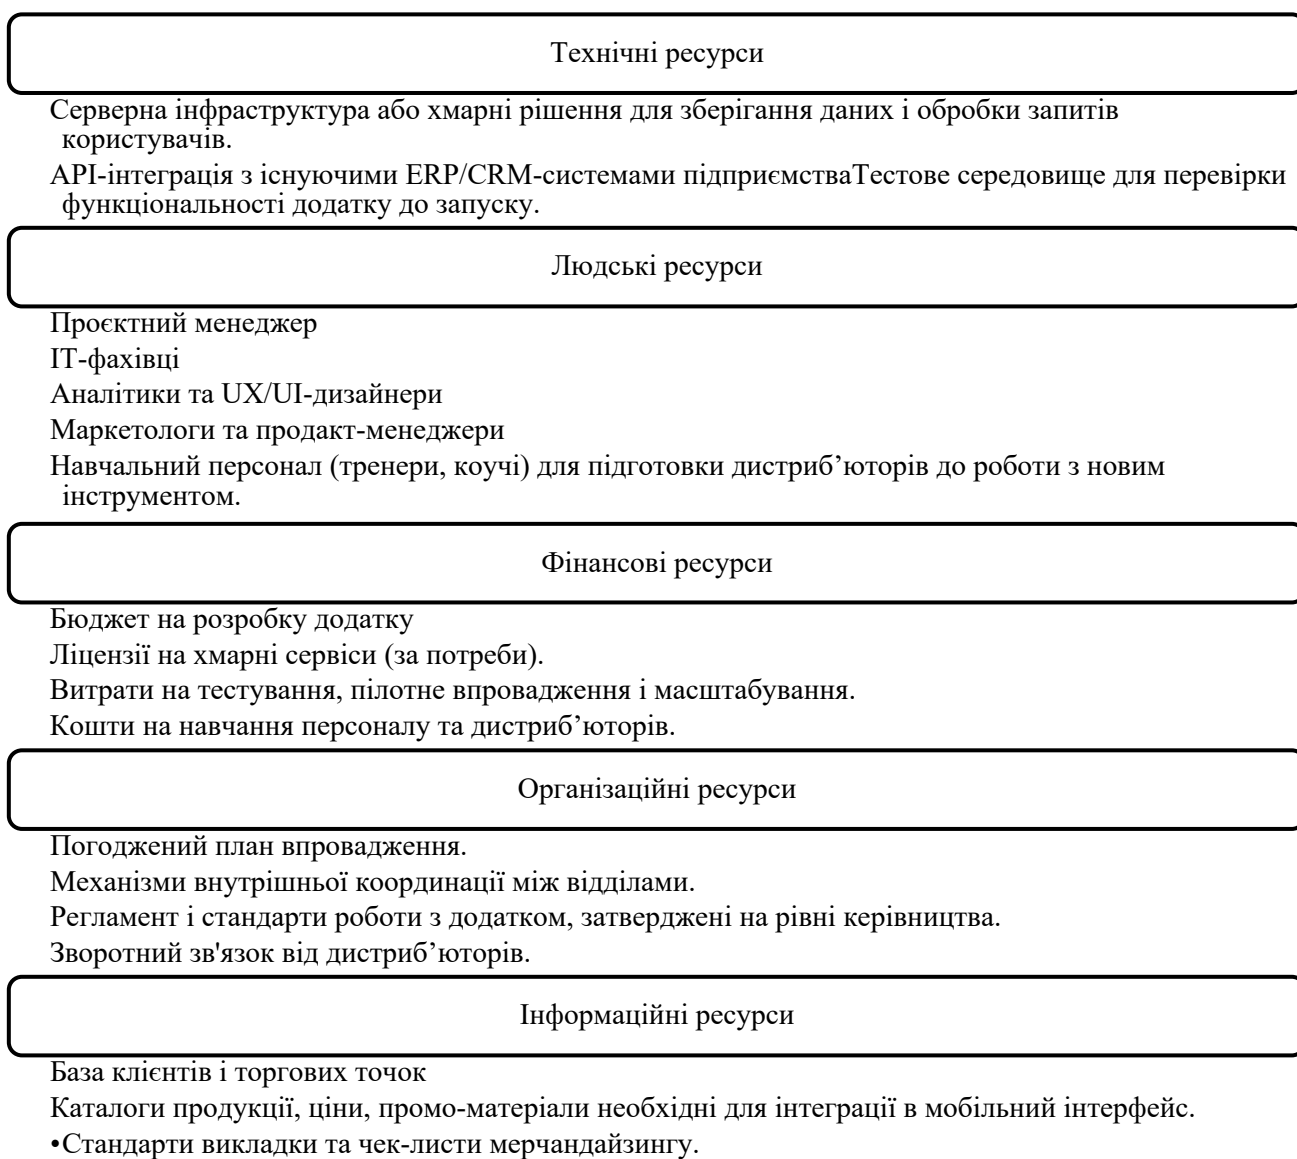 Технічні ресурси
Серверна інфраструктура або хмарні рішення для зберігання даних і обробки запитів
користувачів.
API-інтеграція з існуючими ERP/CRM-системами підприємстваТестове середовище для перевірки
функціональності додатку до запуску.
Людські ресурси
Проєктний менеджер
ІТ-фахівці
Аналітики та UX/UI-дизайнери
Маркетологи та продакт-менеджери
Навчальний персонал (тренери, коучі) для підготовки дистриб’юторів до роботи з новим
інструментом.
Фінансові ресурси
Бюджет на розробку додатку
Ліцензії на хмарні сервіси (за потреби).
Витрати на тестування, пілотне впровадження і масштабування.
Кошти на навчання персоналу та дистриб’юторів.
Організаційні ресурси
Погоджений план впровадження.
Механізми внутрішньої координації між відділами.
Регламент і стандарти роботи з додатком, затверджені на рівні керівництва.
Зворотний зв'язок від дистриб’юторів.
Інформаційні ресурси
База клієнтів і торгових точок
Каталоги продукції, ціни, промо-матеріали необхідні для інтеграції в мобільний інтерфейс.
•Стандарти викладки та чек-листи мерчандайзингу.